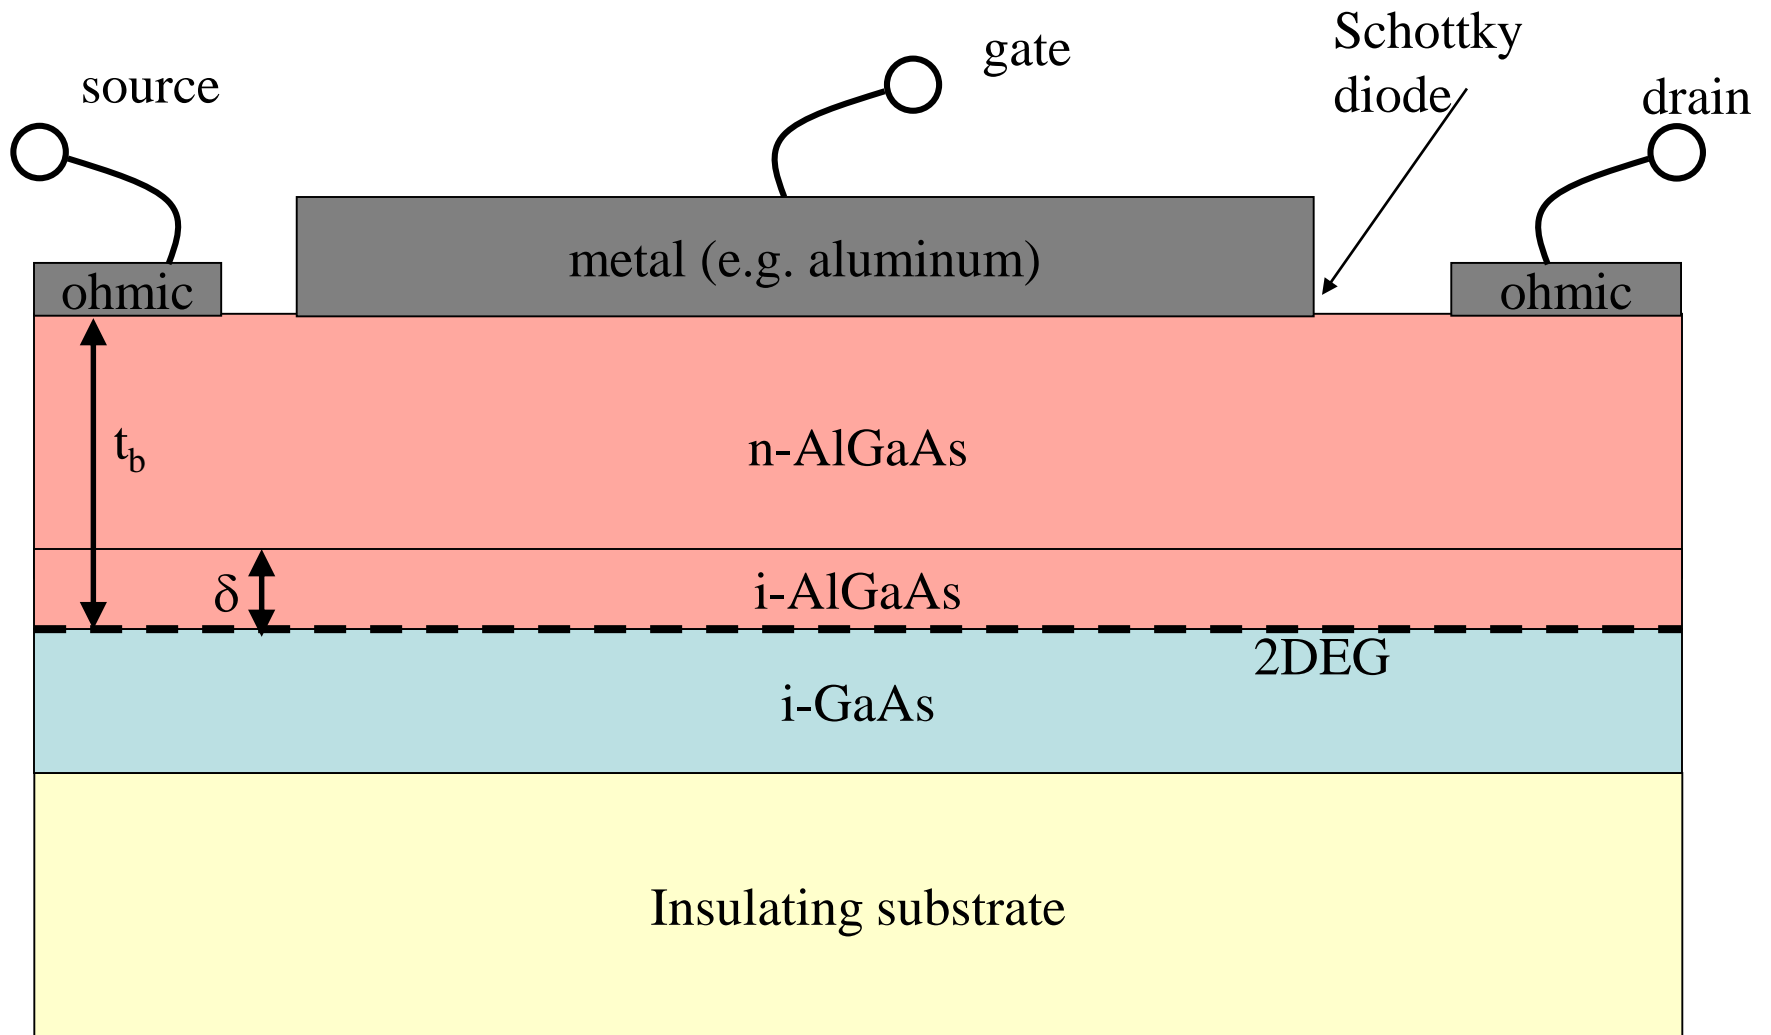 source
gate
Schottky
diode
drain
metal (e.g. aluminum)
ohmic
ohmic
t_b
n-AlGaAs
δ
i-AlGaAs
2DEG
i-GaAs
Insulating substrate